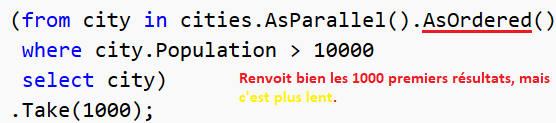 (from city in cities.AsParallel().AsOrdered()
where city.Population > 10000
select city)
Renvoit bien les 1000 premiers résultats, mais
c'est plus lent.
.Take(1000);